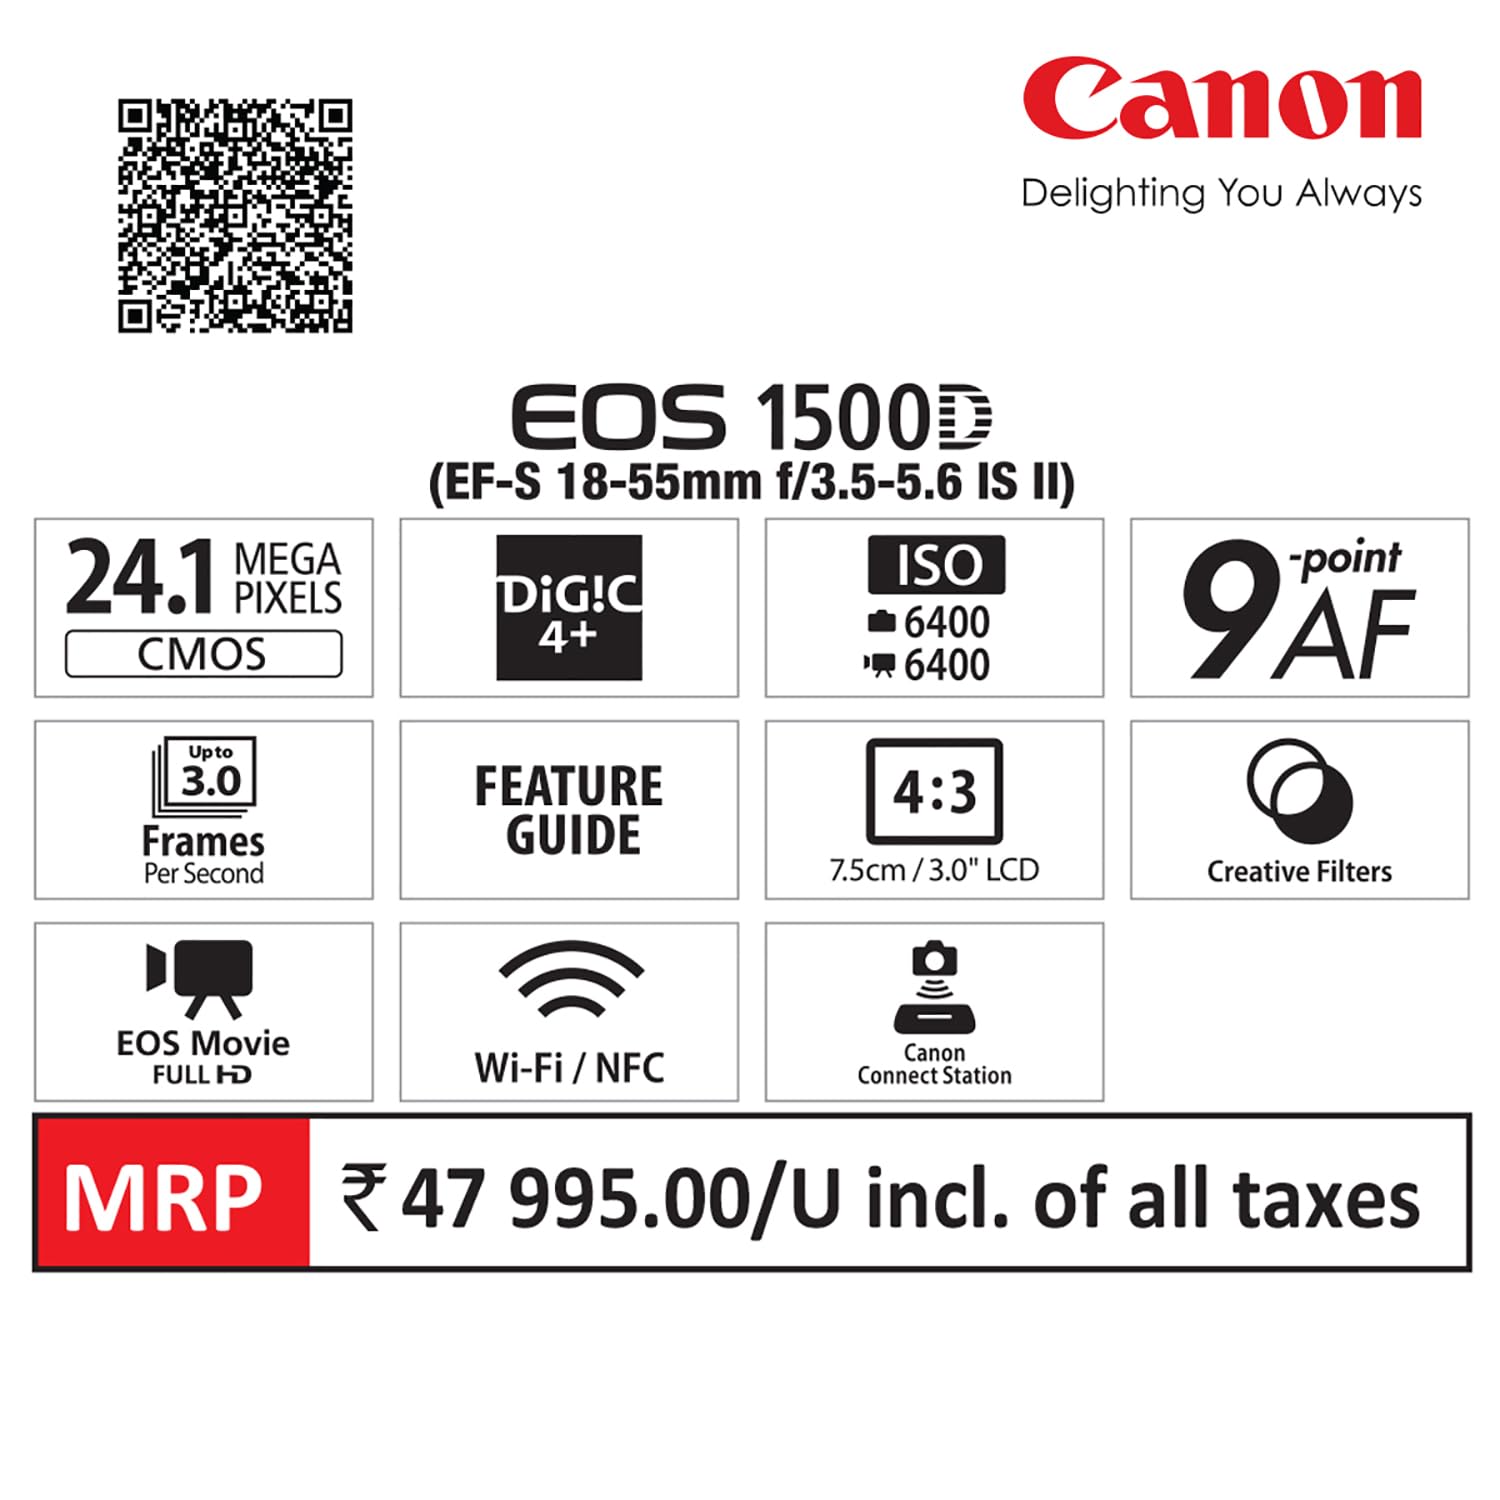 Canon
Delighting You Always
EOS 1500D
(EF-S 18-55mm f/3.5-5.6 IS II)
24.1 MEGA
PIXELS
CMOS
DiG!C
4+
ISO
6400
6400
9-point
AF
Up to
3.0
Frames
Per Second
FEATURE
GUIDE
4:3
7.5cm / 3.0" LCD
Creative Filters
EOS Movie
FULL HD
Wi-Fi / NFC
Canon
Connect Station
MRP ₹ 47 995.00/U incl. of all taxes